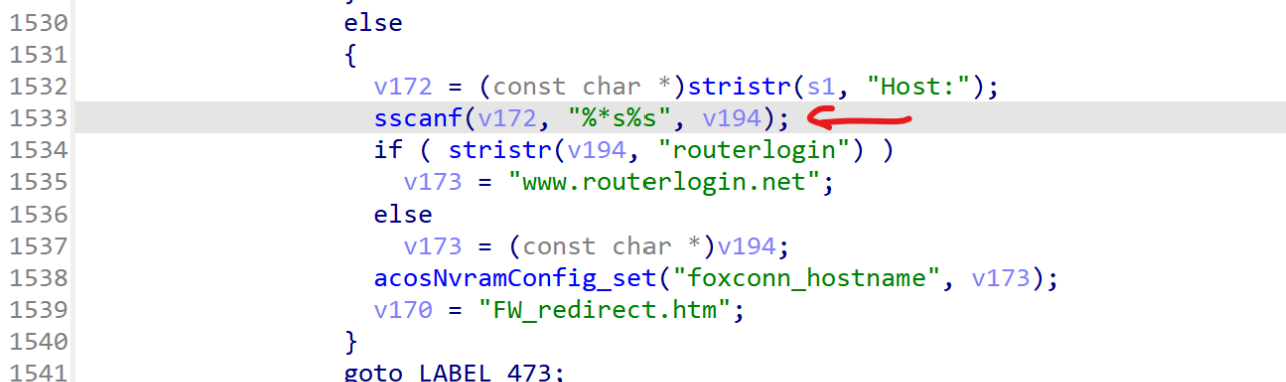 1530 else
1531 {
1532 v172 = (const char *)stristr(s1, "Host:");
1533 sscanf(v172, "%*s%s", v194);
1534 if ( stristr(v194, "routerlogin") )
1535 v173 = "www.routerlogin.net";
1536 else
1537 v173 = (const char *)v194;
1538 acosNvramConfig_set("foxconn_hostname", v173);
1539 v170 = "FW_redirect.htm";
1540 }
1541 goto LABEL_473;